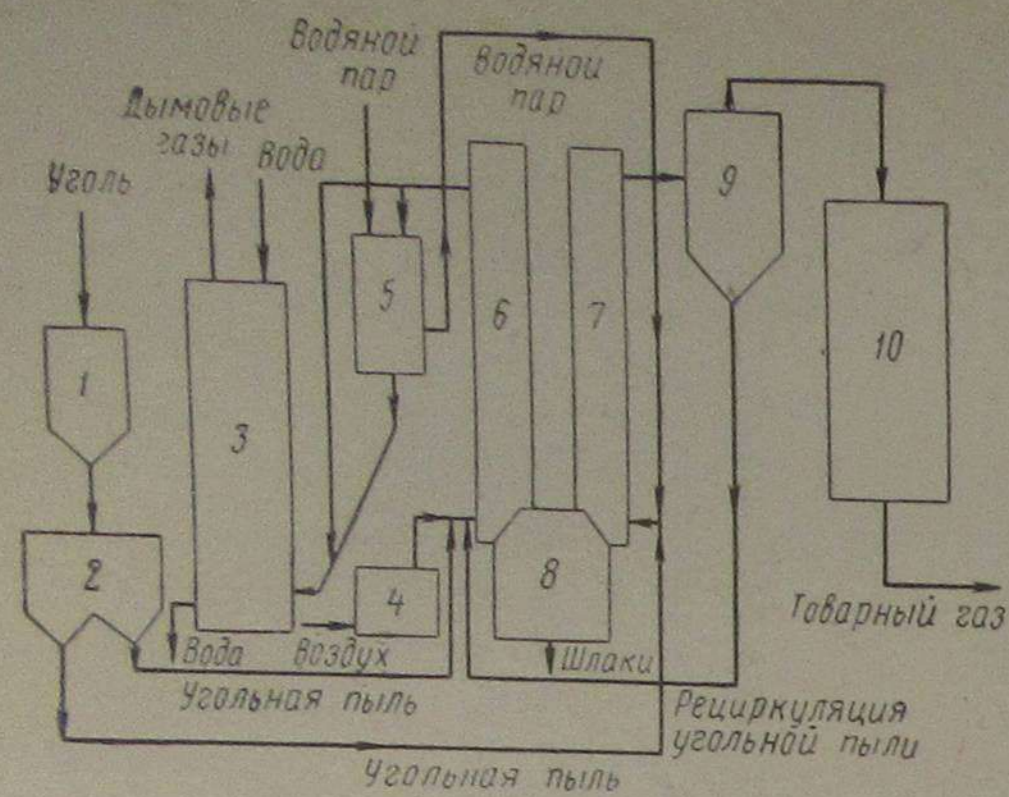 Водяной
пар
Водяной
пар
Дымовые
газы
Вода
Уголь
9
5
6
7
1
10
3
2
4
8
Товарный газ
Вода
Воздух
Шлаки
Угольная пыль
Рециркуляция
угольной пыли
Угольная пыль